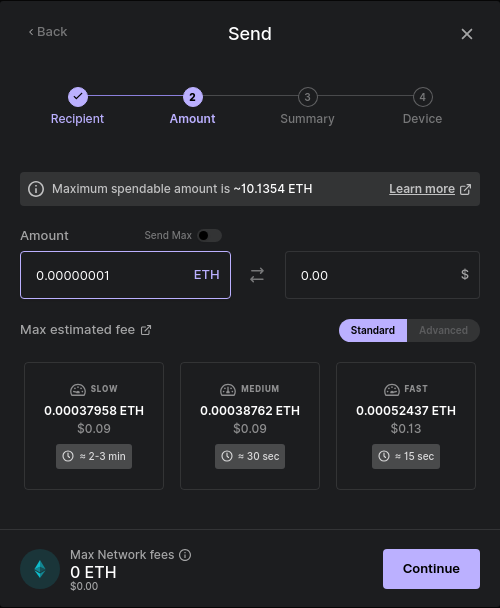 Back
Send
2
3
4
Recipient
Amount
Summary
Device
Maximum spendable amount is ~10.1354 ETH
Learn more
Amount
Send Max
0.00000001 ETH
0.00 $
Max estimated fee
Standard
Advanced
SLOW
0.00037958 ETH
$0.09
≈ 2-3 min
MEDIUM
0.00038762 ETH
$0.09
≈ 30 sec
FAST
0.00052437 ETH
$0.13
≈ 15 sec
Max Network fees
0 ETH
$0.00
Continue